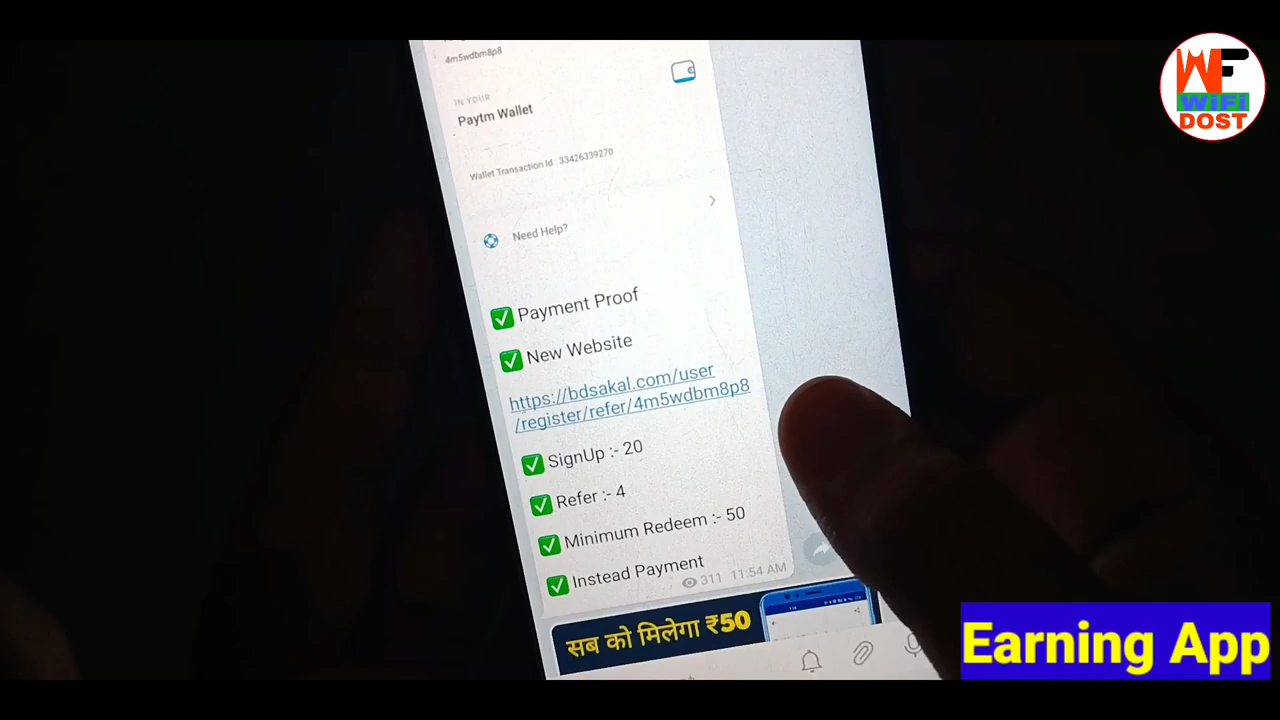 4m5wdbm8p8
IN YOUR
Paytm Wallet
Wallet Transaction Id : 33426339270
Need Help?
✅ Payment Proof
✅ New Website
https://bdsakal.com/user
/register/refer/4m5wdbm8p8
✅ SignUp :- 20
✅ Refer :- 4
✅ Minimum Redeem :- 50
✅ Instead Payment
311 11:54 AM
सब को मिलेगा ₹50
WF
WiFi
DOST
Earning App